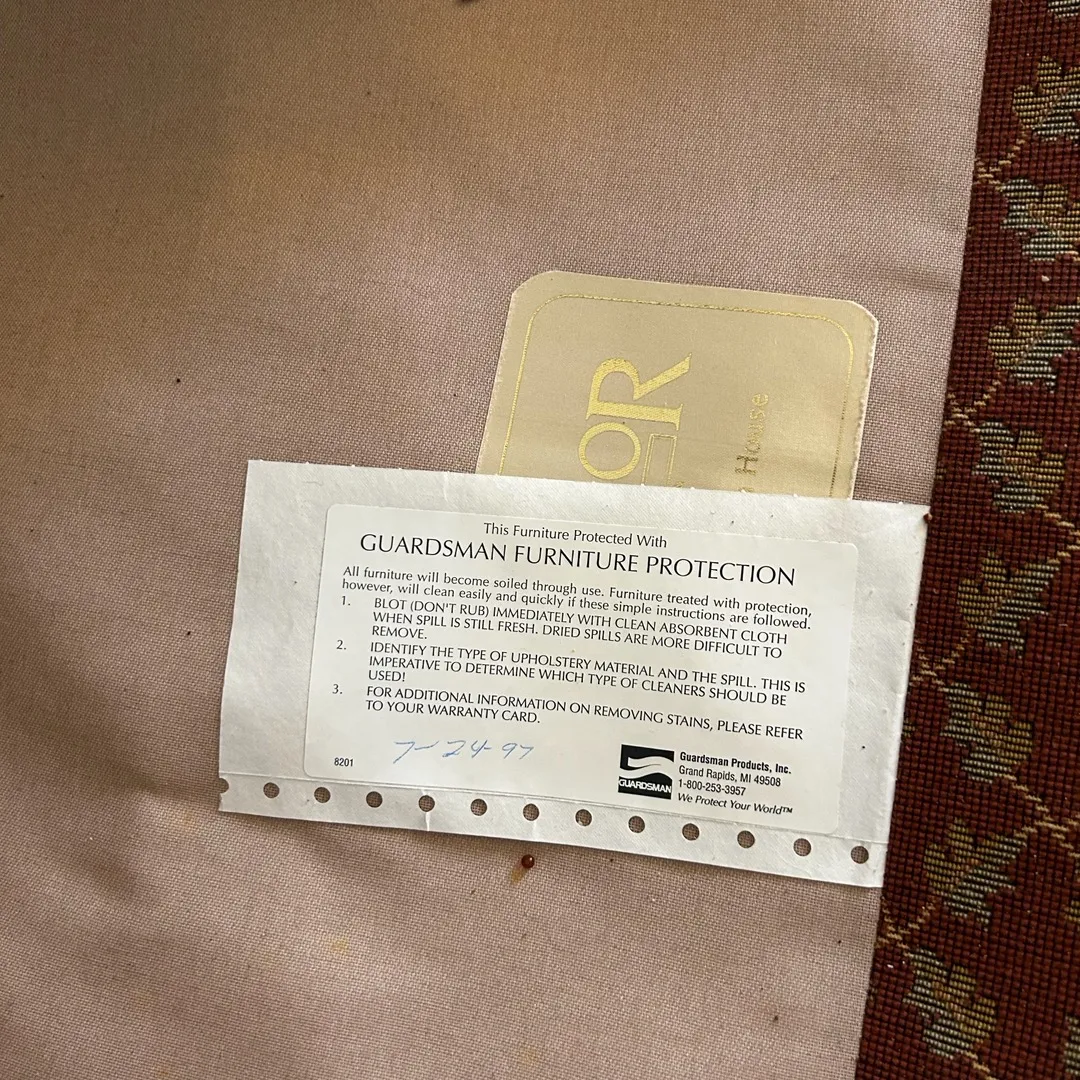 OR
House
This Furniture Protected With
GUARDSMAN FURNITURE PROTECTION
All furniture will become soiled through use. Furniture treated with protection,
however, will clean easily and quickly if these simple instructions are followed.
1. BLOT (DON'T RUB) IMMEDIATELY WITH CLEAN ABSORBENT CLOTH
WHEN SPILL IS STILL FRESH. DRIED SPILLS ARE MORE DIFFICULT TO
REMOVE.
2. IDENTIFY THE TYPE OF UPHOLSTERY MATERIAL AND THE SPILL. THIS IS
IMPERATIVE TO DETERMINE WHICH TYPE OF CLEANERS SHOULD BE
USED!
3. FOR ADDITIONAL INFORMATION ON REMOVING STAINS, PLEASE REFER
TO YOUR WARRANTY CARD.
7-24-97
8201
GUARDSMAN
Guardsman Products, Inc.
Grand Rapids, MI 49508
1-800-253-3957
We Protect Your World™